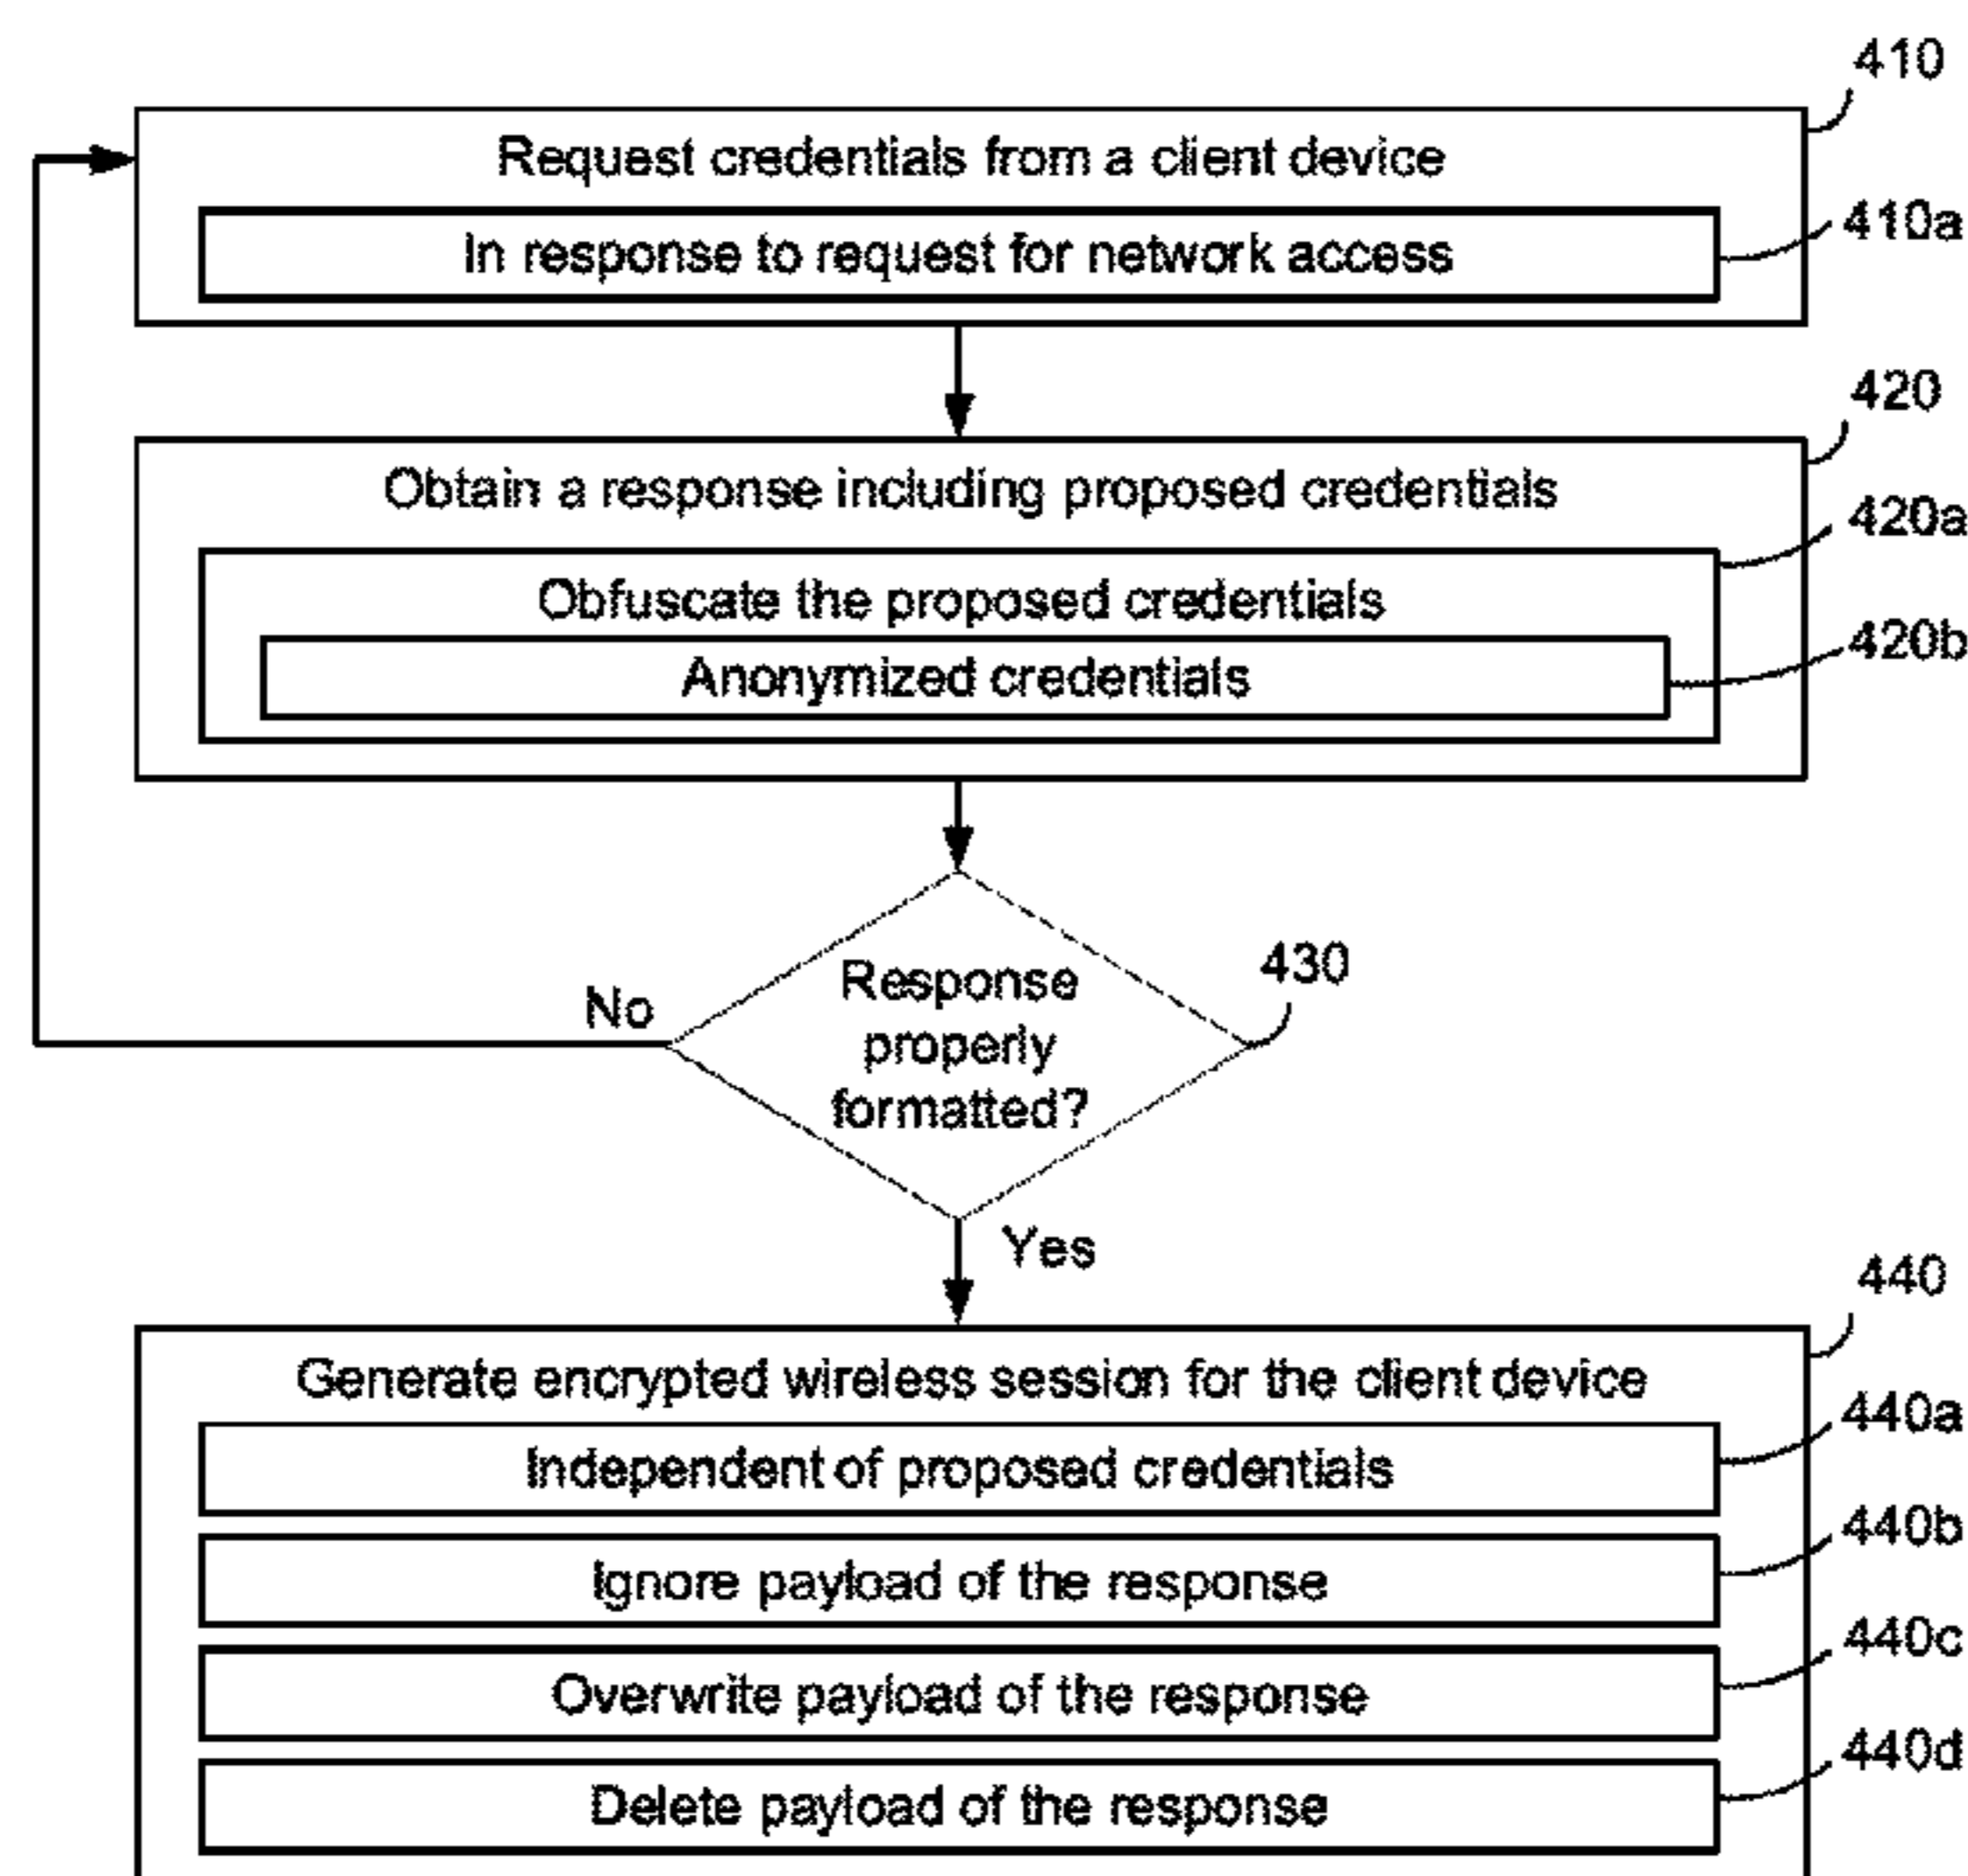 410
Request credentials from a client device
410a
In response to request for network access
420
Obtain a response including proposed credentials
420a
Obfuscate the proposed credentials
420b
Anonymized credentials
430
Response
properly
formatted?
No
Yes
440
Generate encrypted wireless session for the client device
440a
Independent of proposed credentials
440b
Ignore payload of the response
440c
Overwrite payload of the response
440d
Delete payload of the response